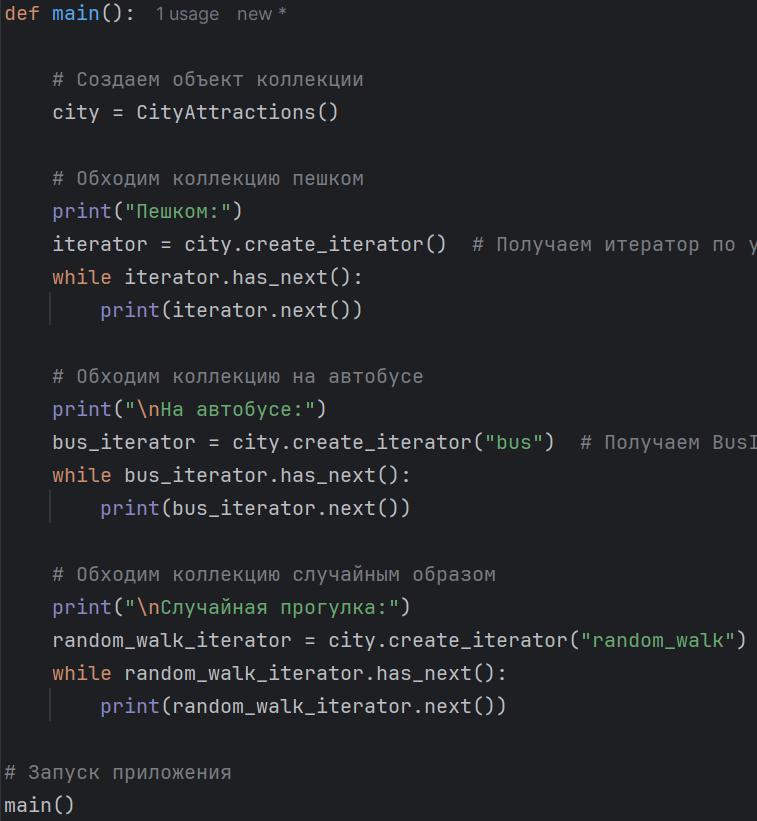 def main(): 1 usage new *
# Создаем объект коллекции
city = CityAttractions()
# Обходим коллекцию пешком
print("Пешком:")
iterator = city.create_iterator() # Получаем итератор по у
while iterator.has_next():
print(iterator.next())
# Обходим коллекцию на автобусе
print("\nНа автобусе:")
bus_iterator = city.create_iterator("bus") # Получаем BusI
while bus_iterator.has_next():
print(bus_iterator.next())
# Обходим коллекцию случайным образом
print("\nСлучайная прогулка:")
random_walk_iterator = city.create_iterator("random_walk")
while random_walk_iterator.has_next():
print(random_walk_iterator.next())
# Запуск приложения
main()